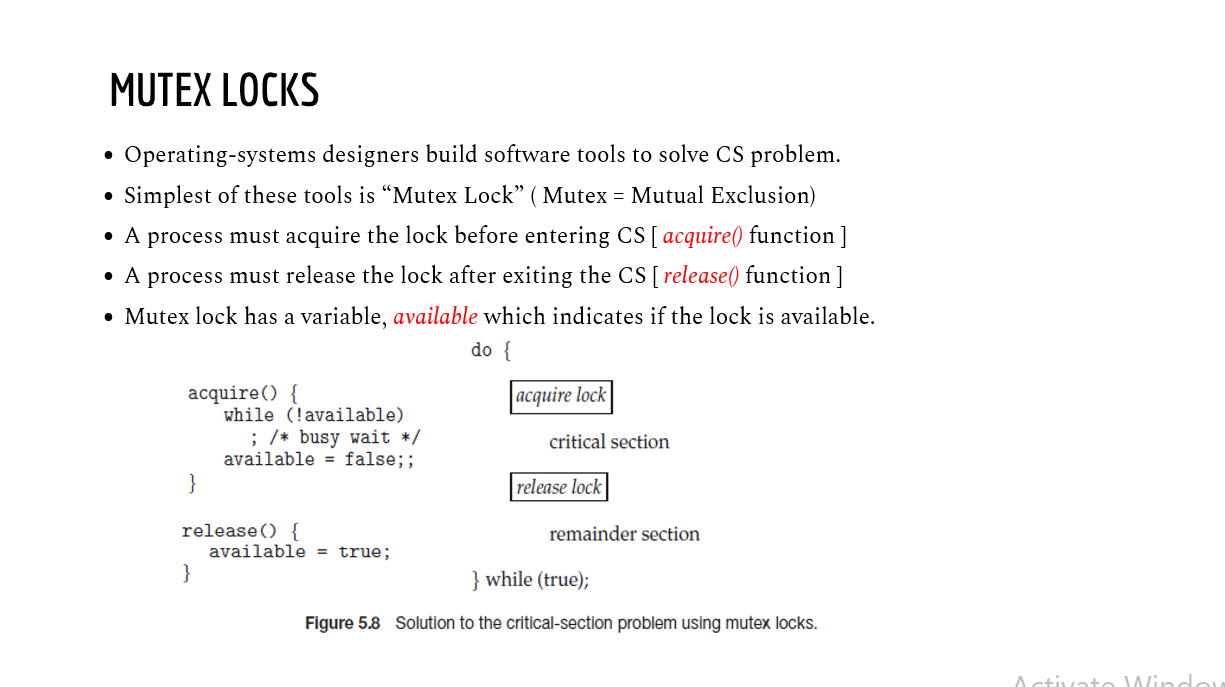 MUTEX LOCKS
• Operating-systems designers build software tools to solve CS problem.
• Simplest of these tools is “Mutex Lock” ( Mutex = Mutual Exclusion)
• A process must acquire the lock before entering CS [ acquire() function ]
• A process must release the lock after exiting the CS [ release() function ]
• Mutex lock has a variable, available which indicates if the lock is available.
acquire() {
while (!available)
; /* busy wait */
available = false;;
}
release() {
available = true;
}
do {
acquire lock
critical section
release lock
remainder section
} while (true);
Figure 5.8 Solution to the critical-section problem using mutex locks.
Activate Window